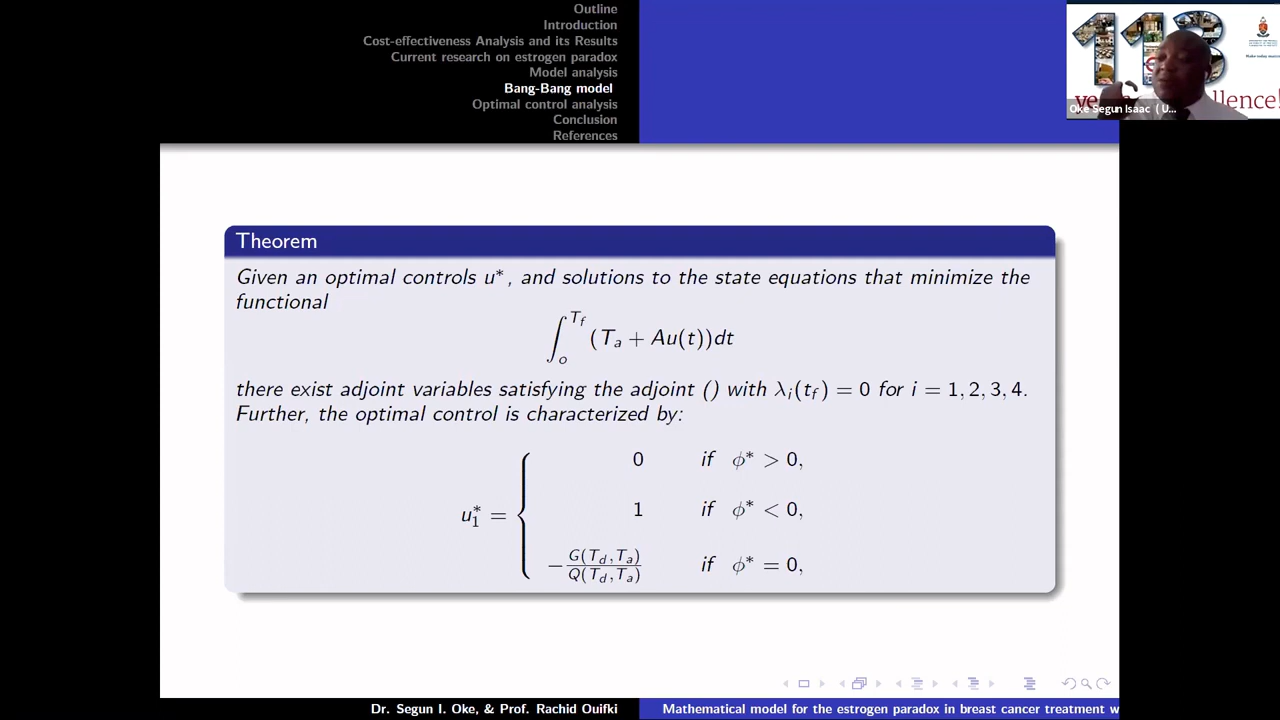 Outline
Introduction
Cost-effectiveness Analysis and its Results
Current research on estrogen paradox
Model analysis
Bang-Bang model
Optimal control analysis
Conclusion
References
113
Oke Segun Isaac ( U...
Theorem
Given an optimal controls u*, and solutions to the state equations that minimize the
functional
∫_o^{T_f} (T_a + Au(t))dt
there exist adjoint variables satisfying the adjoint () with λ_i(t_f) = 0 for i = 1, 2, 3, 4.
Further, the optimal control is characterized by:
u_1^* = {
0 if ϕ* > 0,
1 if ϕ* < 0,
−G(T_d,T_a)/Q(T_d,T_a) if ϕ* = 0,
Dr. Segun I. Oke, & Prof. Rachid Ouifki
Mathematical model for the estrogen paradox in breast cancer treatment w